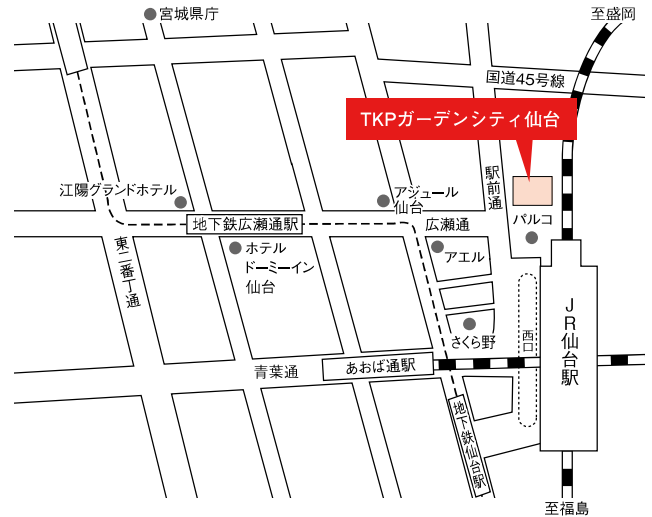 宮城県庁
至盛岡
国道45号線
TKPガーデンシティ仙台
駅前通
江陽グランドホテル
アジュール
仙台
パルコ
地下鉄広瀬通駅
広瀬通
東二番丁通
ホテル
ドーミーイン
仙台
アエル
JR仙台駅
西口
さくら野
あおば通駅
青葉通
地下鉄仙台駅
至福島